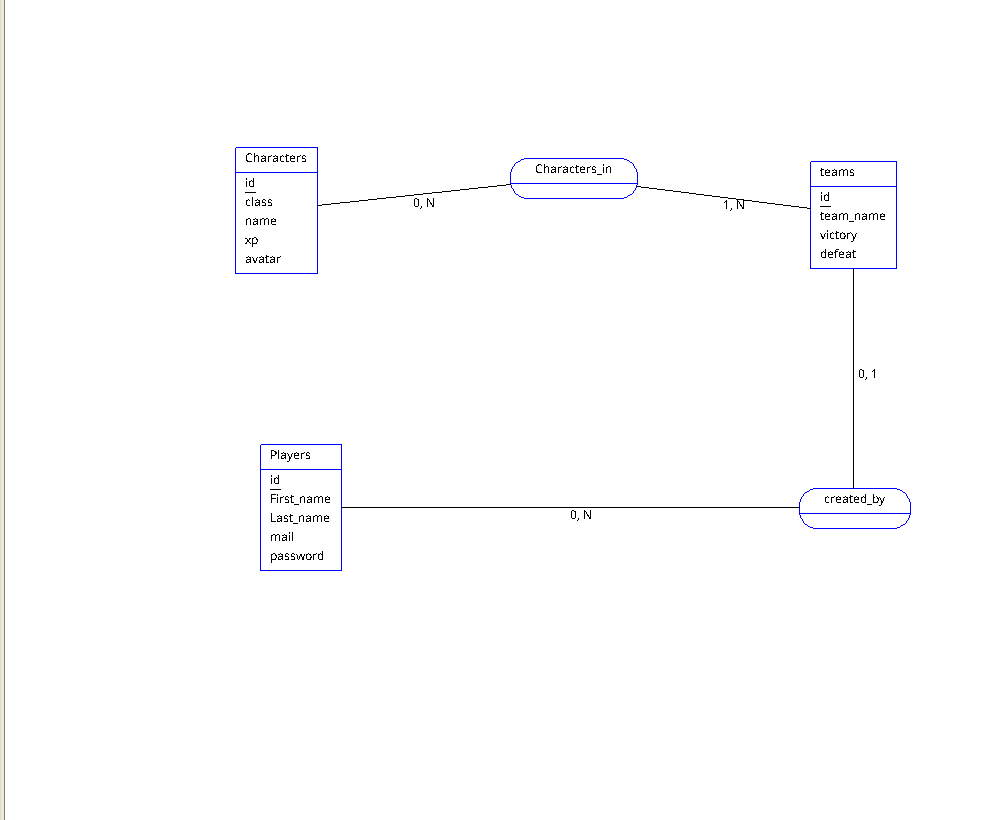 Characters
id
class
name
xp
avatar
0, N
Characters_in
1, N
teams
id
team_name
victory
defeat
0, 1
Players
id
First_name
Last_name
mail
password
0, N
created_by